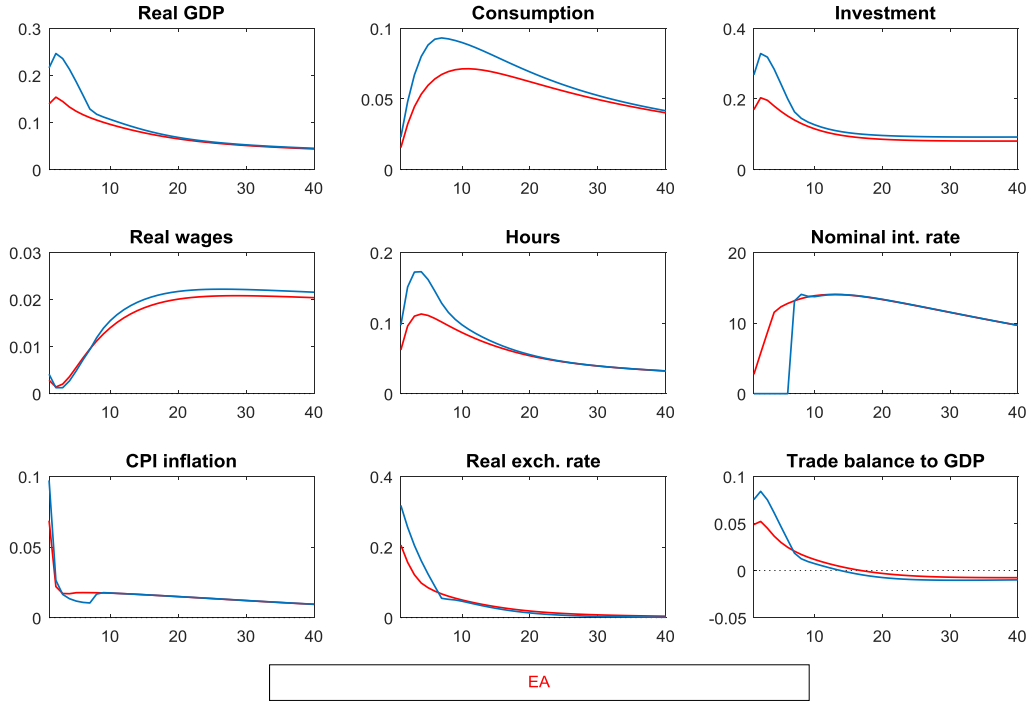 Real GDP
0.3
0.2
0.1
0
10 20 30 40
Consumption
0.1
0.05
0
10 20 30 40
Investment
0.4
0.2
0
10 20 30 40
Real wages
0.03
0.02
0.01
0
10 20 30 40
Hours
0.2
0.1
0
10 20 30 40
Nominal int. rate
20
10
0
10 20 30 40
CPI inflation
0.1
0.05
0
10 20 30 40
Real exch. rate
0.4
0.2
0
10 20 30 40
Trade balance to GDP
0.1
0.05
0
-0.05
10 20 30 40
EA